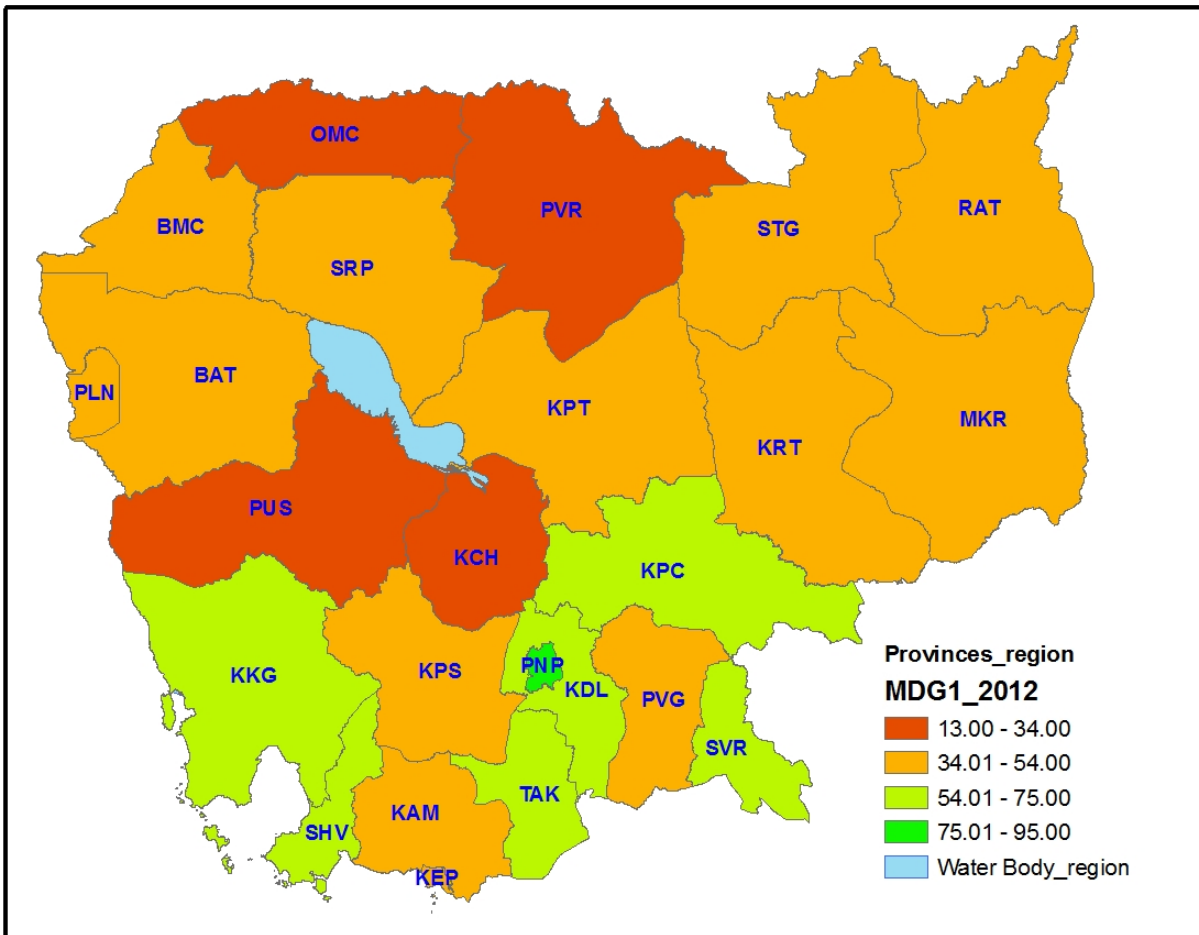 OMC
BMC
SRP
PVR
STG
RAT
PLN
BAT
KPT
KRT
MKR
PUS
KCH
KPC
KKG
KPS
PNP
KDL
PVG
SVR
TAK
SHV
KAM
KEP
Provinces_region
MDG1_2012
13.00 - 34.00
34.01 - 54.00
54.01 - 75.00
75.01 - 95.00
Water Body_region